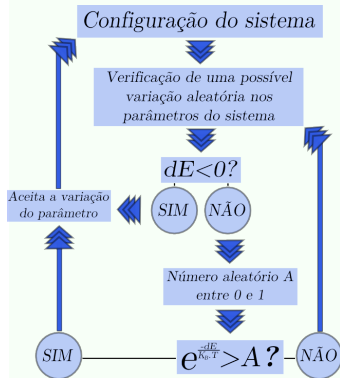 Configuração do sistema
Verificação de uma possível
variação aleatória nos
parâmetros do sistema
dE<0?
Aceita a variação
do parâmetro
SIM
NÃO
Número aleatório A
entre 0 e 1
SIM
e^(-dE/K₀.T)>A?
NÃO